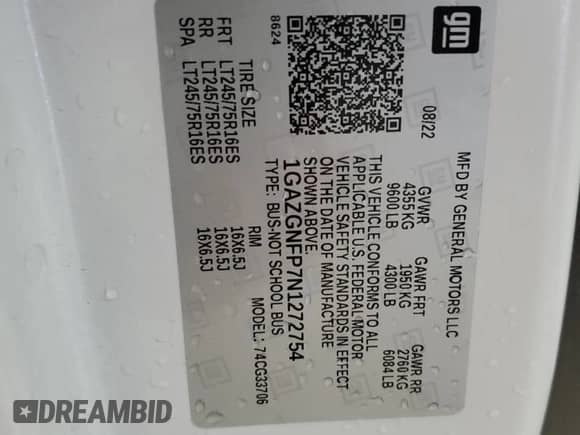 gm
MFD BY GENERAL MOTORS LLC
08/22
GVWR GAWR FRT GAWR RR
4355 KG 1950 KG 2760 KG
9600 LB 4300 LB 6084 LB
THIS VEHICLE CONFORMS TO ALL
APPLICABLE U.S. FEDERAL MOTOR
VEHICLE SAFETY STANDARDS IN EFFECT
ON THE DATE OF MANUFACTURE
SHOWN ABOVE.
1GAZGNFP7N1272754
TYPE: BUS-NOT SCHOOL BUS
MODEL: 74CG33706
8624
TIRE SIZE RIM
FRT LT245/75R16ES 16X6.5J
RR LT245/75R16ES 16X6.5J
SPA LT245/75R16ES 16X6.5J
DREAMBID